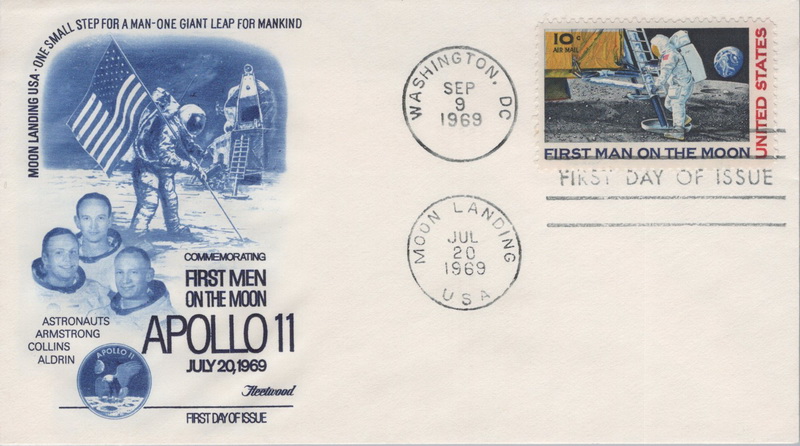 MOON LANDING USA - ONE SMALL STEP FOR A MAN - ONE GIANT LEAP FOR MANKIND
COMMEMORATING
FIRST MEN
ON THE MOON
APOLLO 11
JULY 20, 1969
ASTRONAUTS
ARMSTRONG
COLLINS
ALDRIN
APOLLO 11
Fleetwood
FIRST DAY OF ISSUE
WASHINGTON, DC
SEP
9
1969
MOON LANDING
JUL
20
1969
USA
10c
AIR MAIL
UNITED STATES
FIRST MAN ON THE MOON
FIRST DAY OF ISSUE